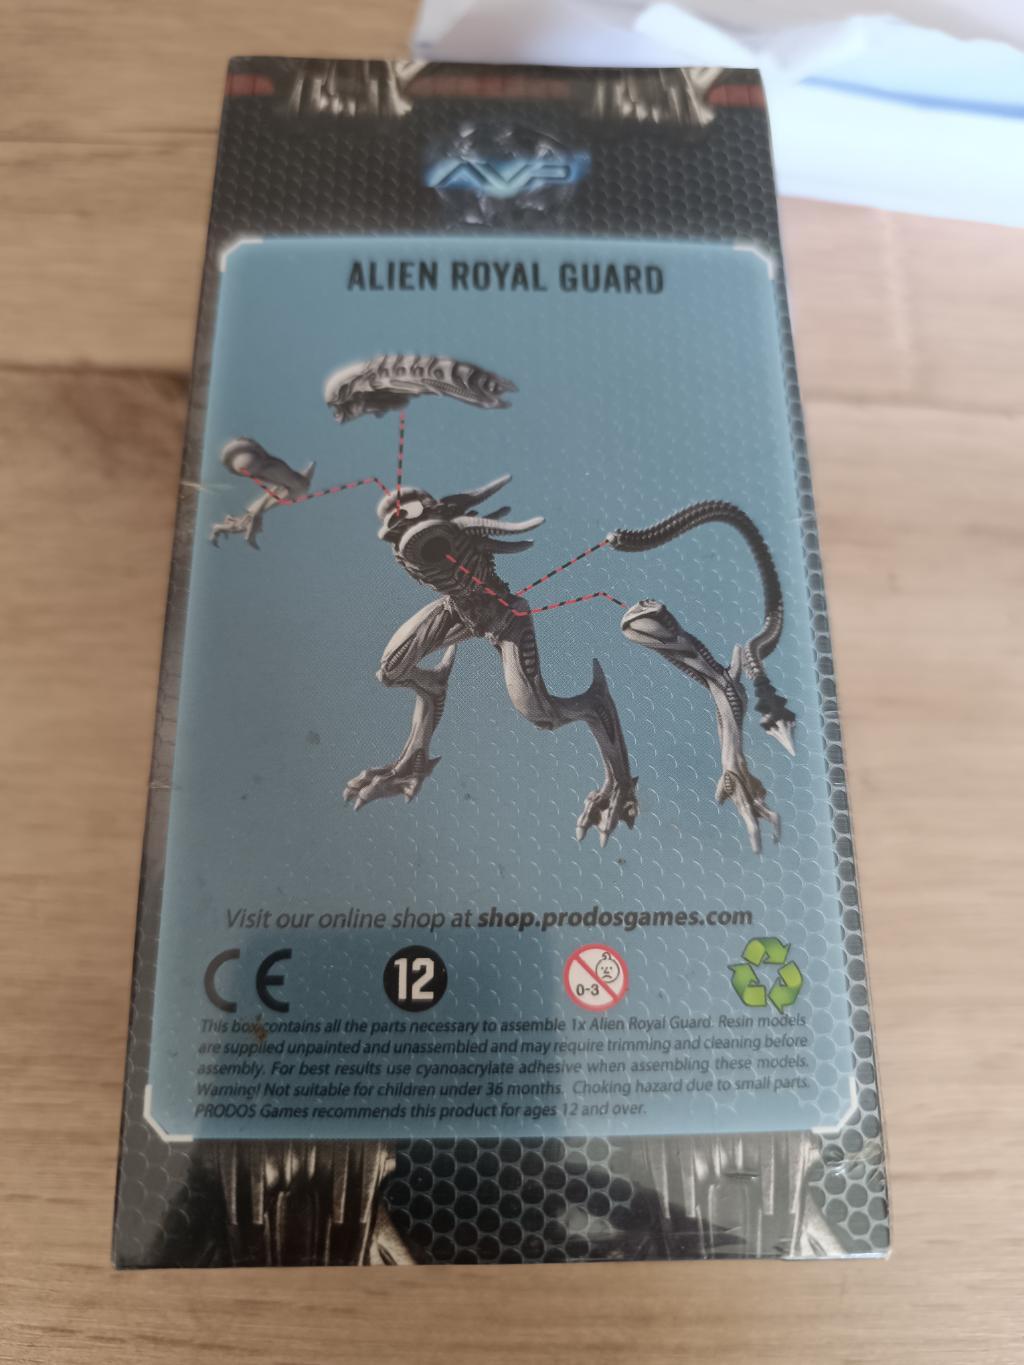 AVP
ALIEN ROYAL GUARD
Visit our online shop at shop.prodosgames.com
CE
12
0-3
This box contains all the parts necessary to assemble 1x Alien Royal Guard. Resin models
are supplied unpainted and unassembled and may require trimming and cleaning before
assembly. For best results use cyanoacrylate adhesive when assembling these models.
Warning! Not suitable for children under 36 months. Choking hazard due to small parts.
PRODOS Games recommends this product for ages 12 and over.